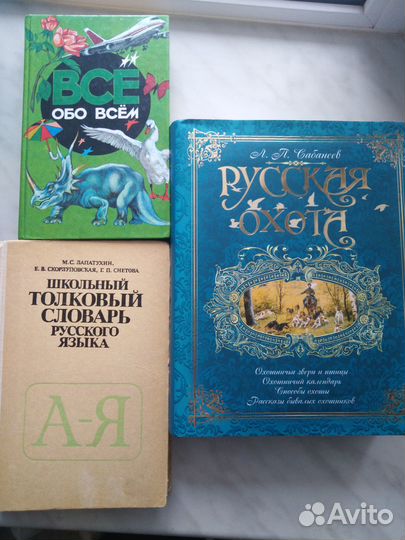 ВСЕ
ОБО ВСЁМ
Л. П. Сабанеев
РУССКАЯ
ОХОТА
Охотничьи звери и птицы
Охотничий календарь
Способы охоты
Рассказы бывалых охотников
М. С. ЛАПАТУХИН,
Е. В. СКОРЛУПОВСКАЯ, Г. П. СНЕТОВА
ШКОЛЬНЫЙ
ТОЛКОВЫЙ
СЛОВАРЬ
РУССКОГО
ЯЗЫКА
А-Я
Avito